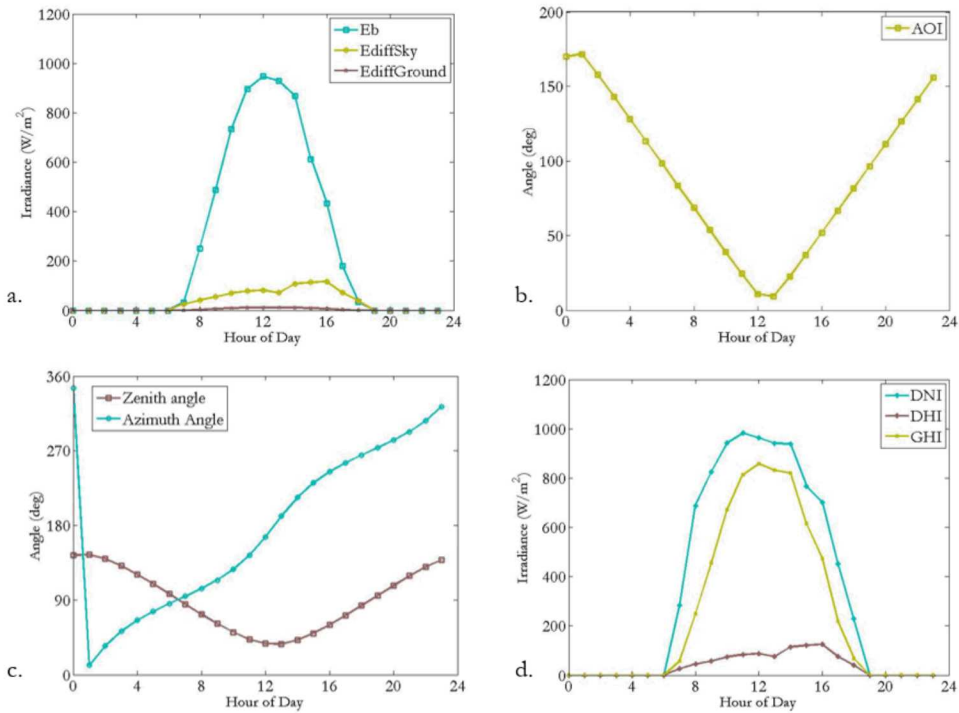 1200
1000
800
600
400
200
0
Irradiance (W/m²)
Eb
EdiffSky
EdiffGround
0 4 8 12 16 20 24
Hour of Day
a.
200
150
100
50
0
Angle (deg)
AOI
0 4 8 12 16 20 24
Hour of Day
b.
360
270
180
90
0
Angle (deg)
Zenith angle
Azimuth Angle
0 4 8 12 16 20 24
Hour of Day
c.
1200
1000
800
600
400
200
0
Irradiance (W/m²)
DNI
DHI
GHI
0 4 8 12 16 20 24
Hour of Day
d.